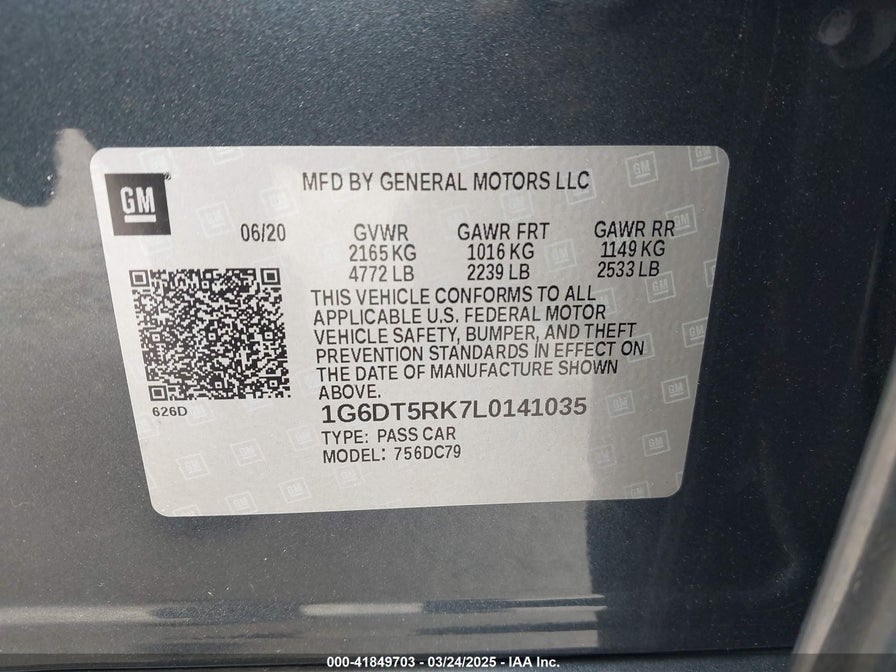 MFD BY GENERAL MOTORS LLC
GM
06/20 GVWR GAWR FRT GAWR RR
2165 KG 1016 KG 1149 KG
4772 LB 2239 LB 2533 LB
THIS VEHICLE CONFORMS TO ALL
APPLICABLE U.S. FEDERAL MOTOR
VEHICLE SAFETY, BUMPER, AND THEFT
PREVENTION STANDARDS IN EFFECT ON
THE DATE OF MANUFACTURE SHOWN
ABOVE.
626D
1G6DT5RK7L0141035
TYPE: PASS CAR
MODEL: 756DC79
000-41849703 - 03/24/2025 - IAA Inc.